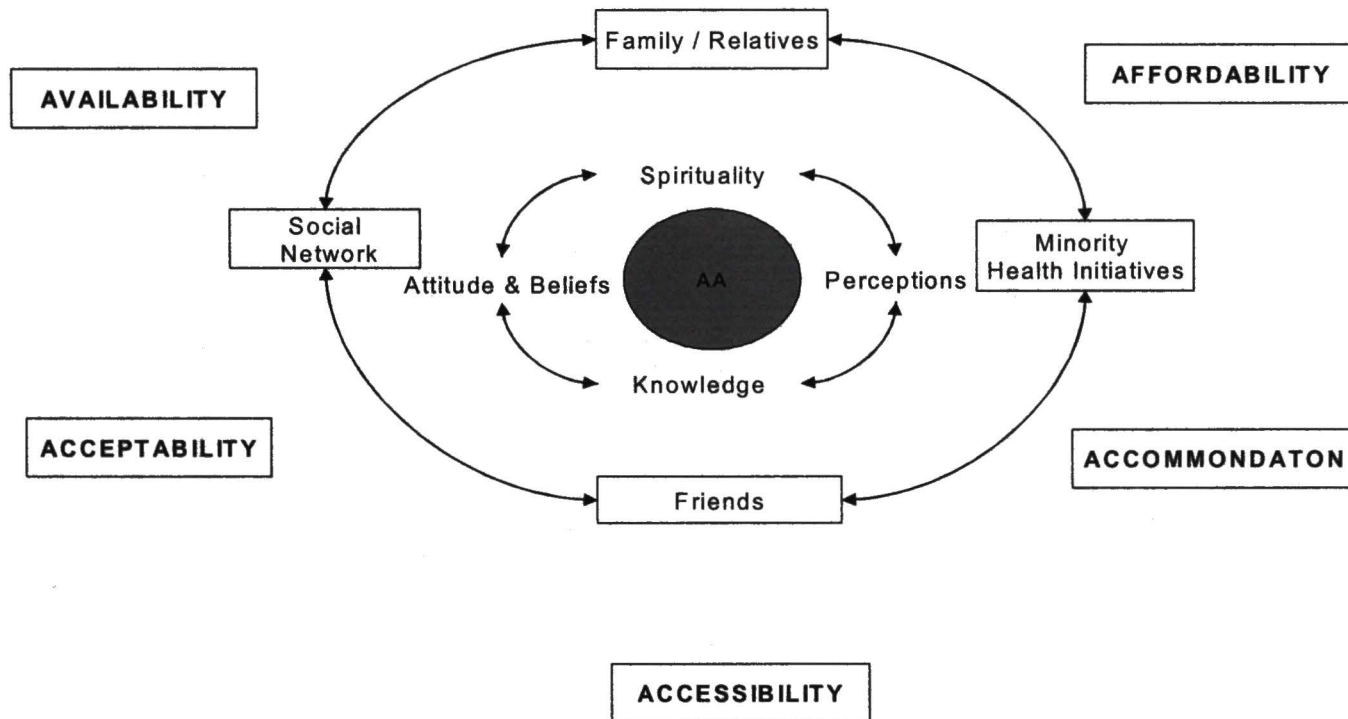 Family / Relatives
AFFORDABILITY
AVAILABILITY
Spirituality
Social
Network
Minority
Health Initiatives
Attitude & Beliefs
AA
Perceptions
Knowledge
ACCEPTABILITY
ACCOMMONDATON
Friends
ACCESSIBILITY